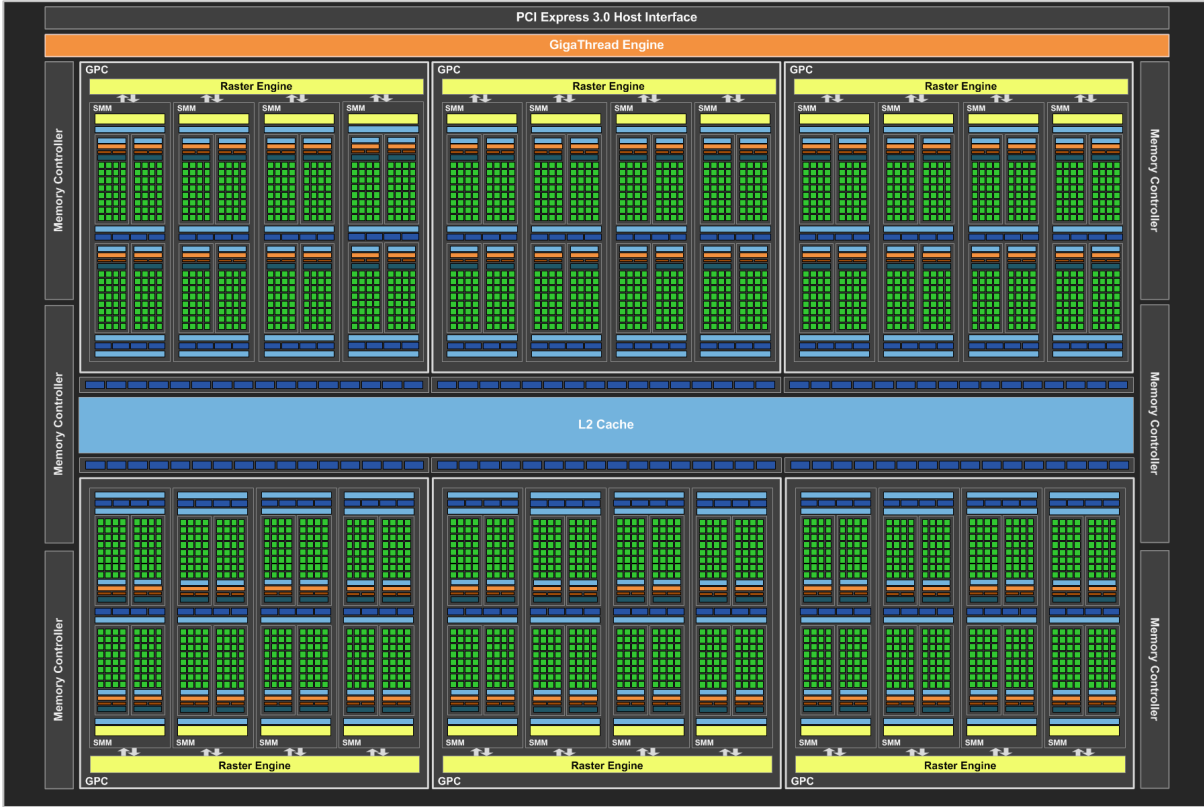 PCI Express 3.0 Host Interface
GigaThread Engine
Memory Controller
Memory Controller
Memory Controller
GPC
Raster Engine
SMM
SMM
SMM
SMM
GPC
Raster Engine
SMM
SMM
SMM
SMM
GPC
Raster Engine
SMM
SMM
SMM
SMM
L2 Cache
SMM
SMM
SMM
SMM
Raster Engine
GPC
SMM
SMM
SMM
SMM
Raster Engine
GPC
SMM
SMM
SMM
SMM
Raster Engine
GPC
Memory Controller
Memory Controller
Memory Controller